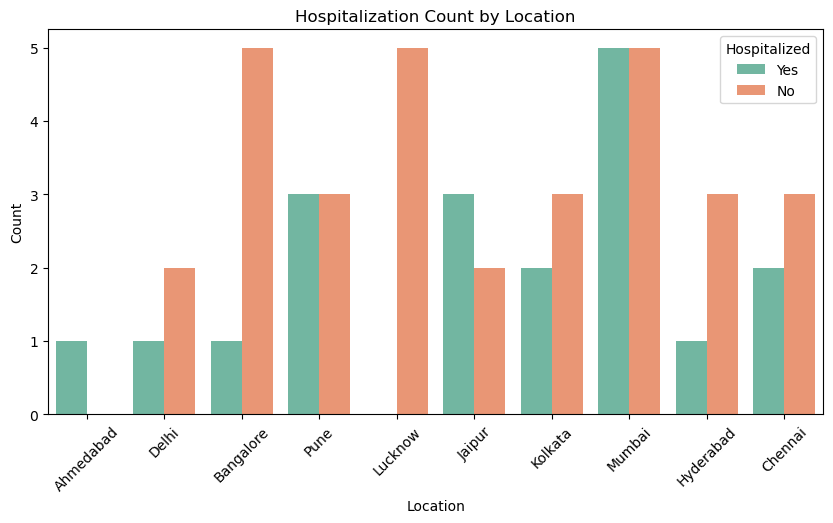 Hospitalization Count by Location
Hospitalized
Yes
No
Count
5
4
3
2
1
0
Ahmedabad
Delhi
Bangalore
Pune
Lucknow
Jaipur
Kolkata
Mumbai
Hyderabad
Chennai
Location